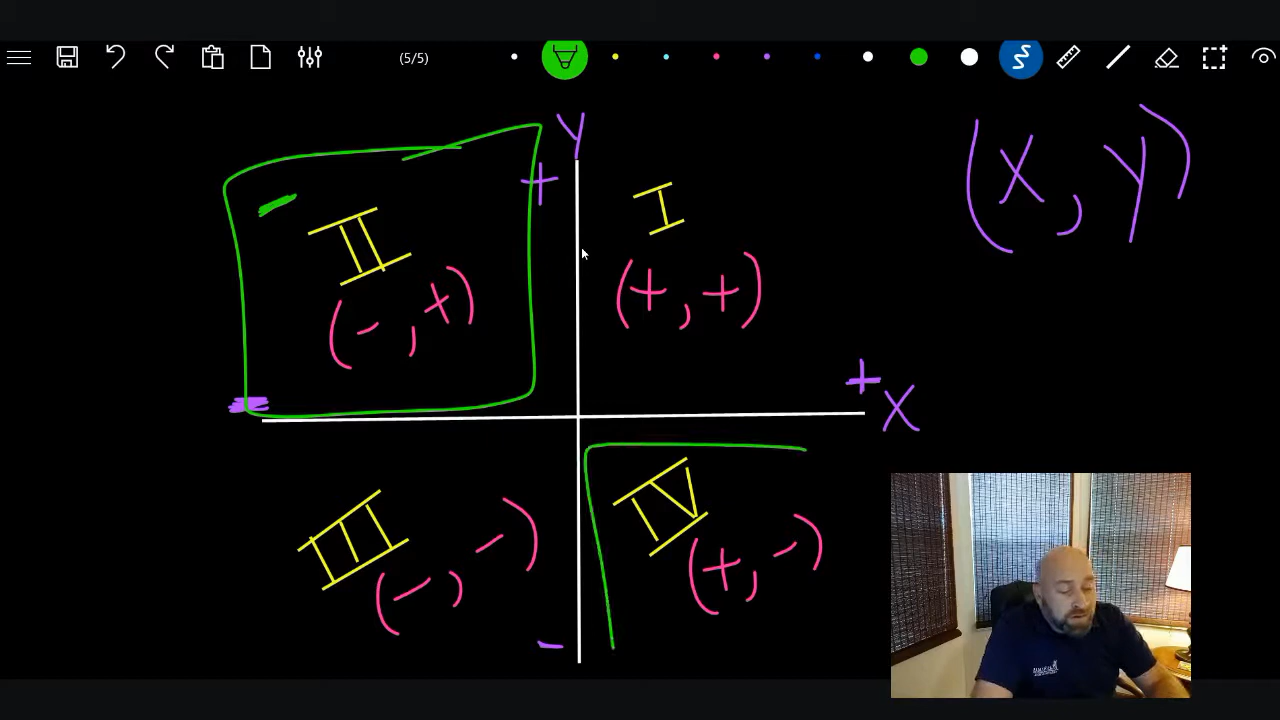 (5/5)
Y
+
(X, Y)
I
II
(+, +)
(-, +)
-
+
X
-
IV
III
(+, -)
(-, -)
-